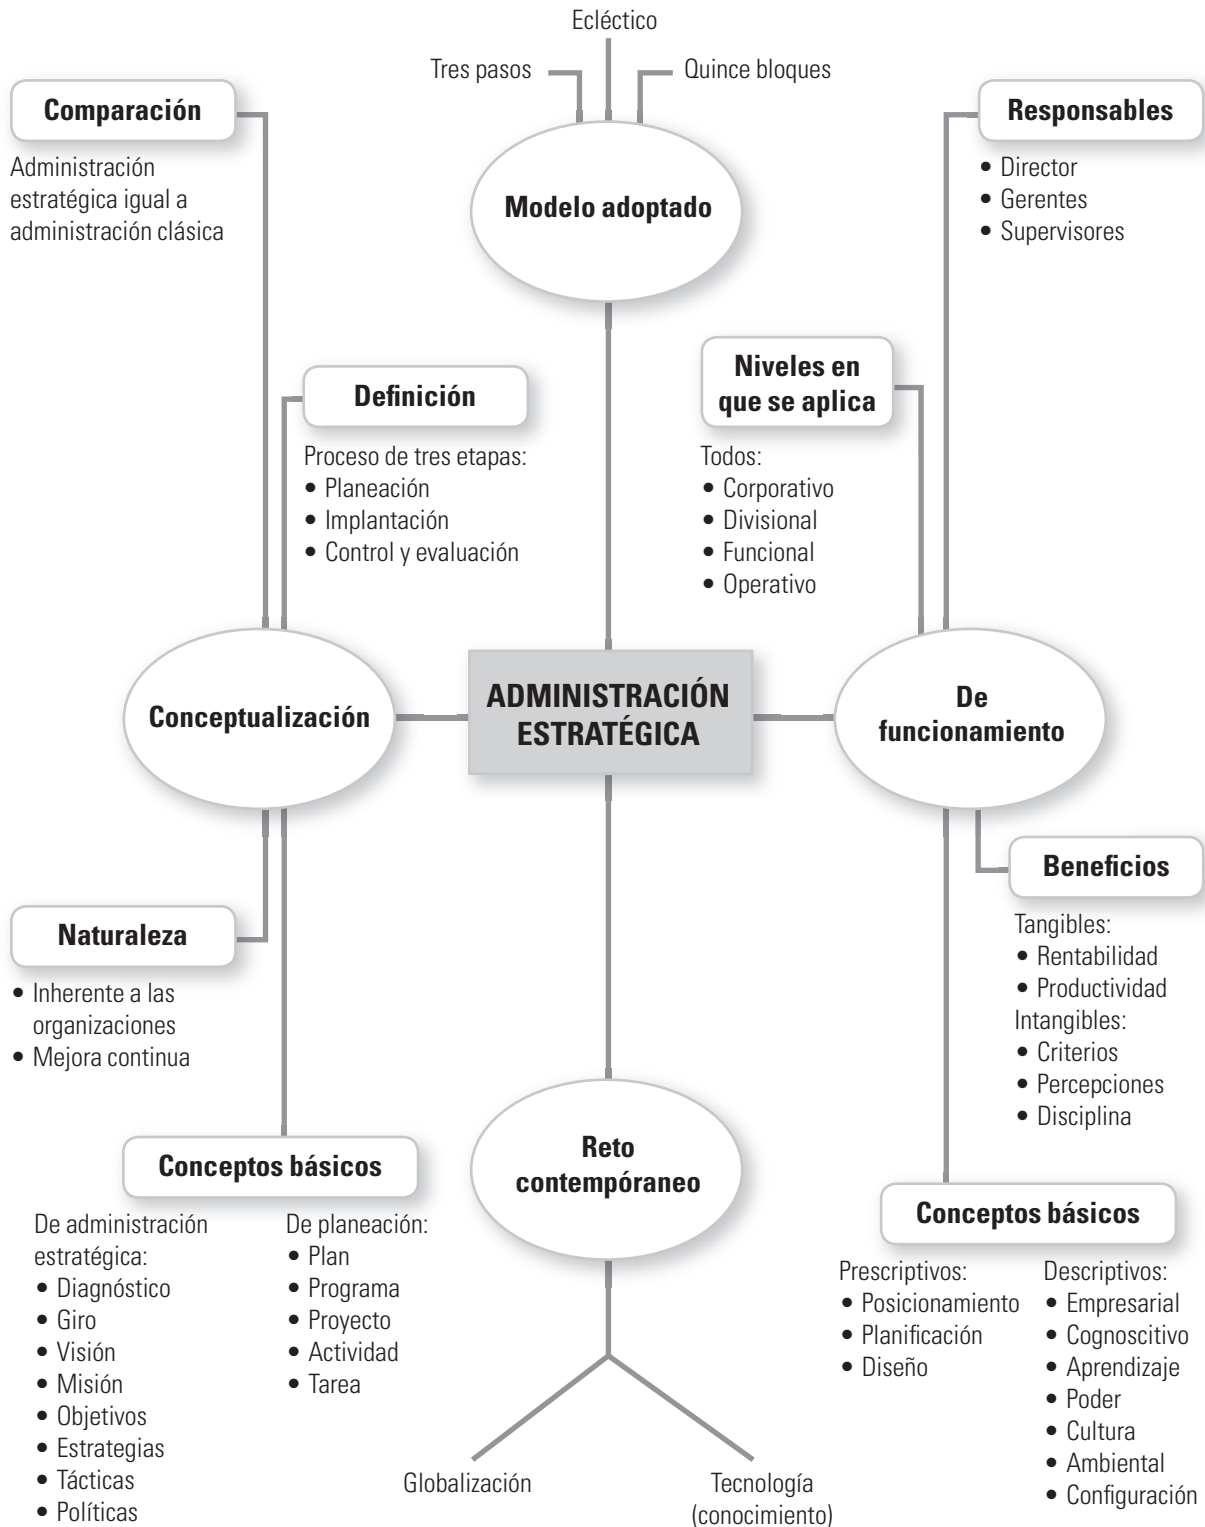 Ecléctico
Tres pasos
Quince bloques
Modelo adoptado
Comparación
Administración
estratégica igual a
administración clásica
Definición
Proceso de tres etapas:
• Planeación
• Implantación
• Control y evaluación
Responsables
• Director
• Gerentes
• Supervisores
Niveles en
que se aplica
Todos:
• Corporativo
• Divisional
• Funcional
• Operativo
Conceptualización
ADMINISTRACIÓN
ESTRATÉGICA
De
funcionamiento
Naturaleza
• Inherente a las
organizaciones
• Mejora continua
Conceptos básicos
De administración
estratégica:
• Diagnóstico
• Giro
• Visión
• Misión
• Objetivos
• Estrategias
• Tácticas
• Políticas
De planeación:
• Plan
• Programa
• Proyecto
• Actividad
• Tarea
Reto
contempóraneo
Globalización
Tecnología
(conocimiento)
Beneficios
Tangibles:
• Rentabilidad
• Productividad
Intangibles:
• Criterios
• Percepciones
• Disciplina
Conceptos básicos
Prescriptivos:
• Posicionamiento
• Planificación
• Diseño
Descriptivos:
• Empresarial
• Cognoscitivo
• Aprendizaje
• Poder
• Cultura
• Ambiental
• Configuración